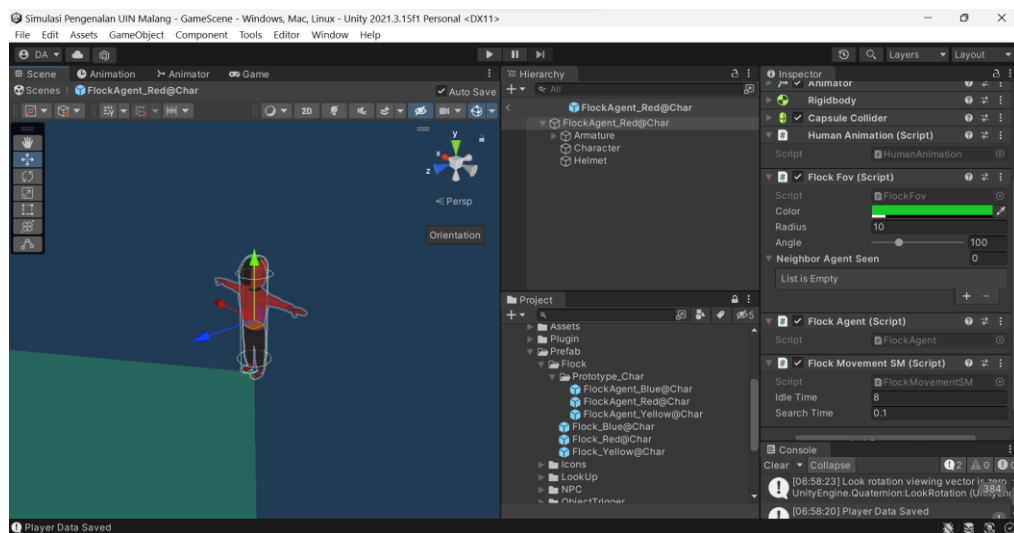 Simulasi Pengenalan UIN Malang - GameScene - Windows, Mac, Linux - Unity 2021.3.15f1 Personal <DX11>
File Edit Assets GameObject Component Tools Editor Window Help
DA
Layers
Layout
Scene
Animation
Animator
Game
Scenes
FlockAgent_Red@Char
Auto Save
2D
y
x
z
Persp
Orientation
Hierarchy
All
FlockAgent_Red@Char
FlockAgent_Red@Char
Armature
Character
Helmet
Project
5
Assets
Plugin
Prefab
Flock
Prototype_Char
FlockAgent_Blue@Char
FlockAgent_Red@Char
FlockAgent_Yellow@Char
Flock_Blue@Char
Flock_Red@Char
Flock_Yellow@Char
Icons
LookUp
NPC
ObjectTrigger
Inspector
Animator
Rigidbody
Capsule Collider
Human Animation (Script)
Script HumanAnimation
Flock Fov (Script)
Script FlockFov
Color
Radius 10
Angle 100
Neighbor Agent Seen 0
List is Empty
Flock Agent (Script)
Script FlockAgent
Flock Movement SM (Script)
Script FlockMovementSM
Idle Time 8
Search Time 0.1
Console
Clear Collapse 2 0 0
[06:58:23] Look rotation viewing vector is zero
UnityEngine.Quaternion:LookRotation 384
[06:58:20] Player Data Saved
Player Data Saved